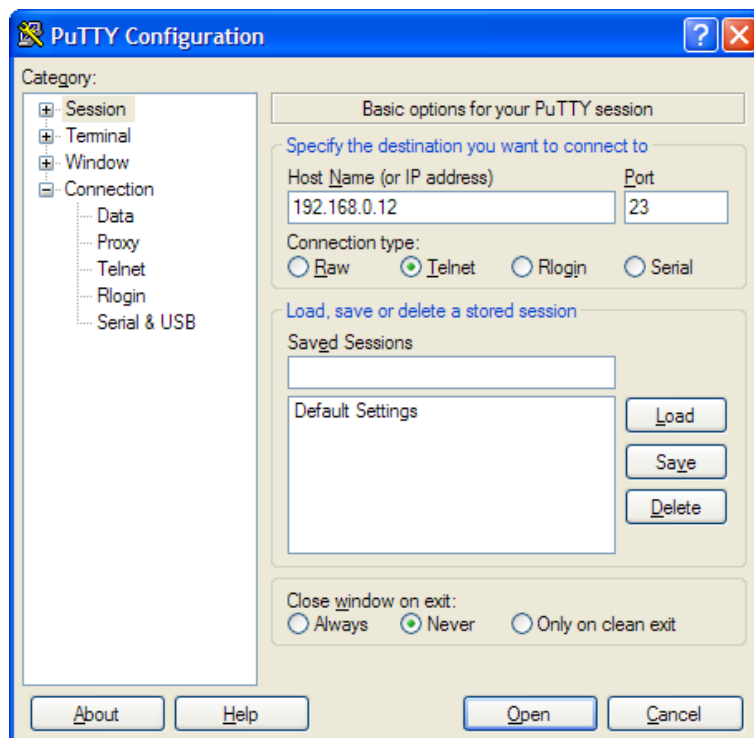 PuTTY Configuration
Category:
Session
Terminal
Window
Connection
Data
Proxy
Telnet
Rlogin
Serial & USB
Basic options for your PuTTY session
Specify the destination you want to connect to
Host Name (or IP address) Port
192.168.0.12 23
Connection type:
Raw Telnet Rlogin Serial
Load, save or delete a stored session
Saved Sessions
Default Settings
Load
Save
Delete
Close window on exit:
Always Never Only on clean exit
About Help Open Cancel